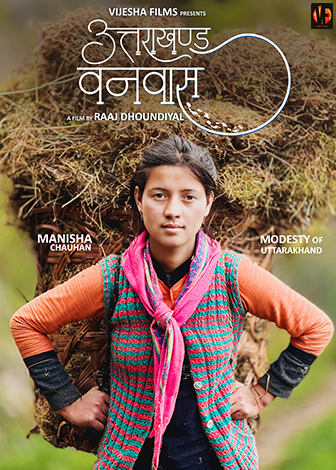 VIJESHA FILMS PRESENTS
उत्तराखण्ड
वनवास
A FILM BY RAAJ DHOUNDIYAL
MANISHA
CHAUHAN
MODESTY OF
UTTARAKHAND